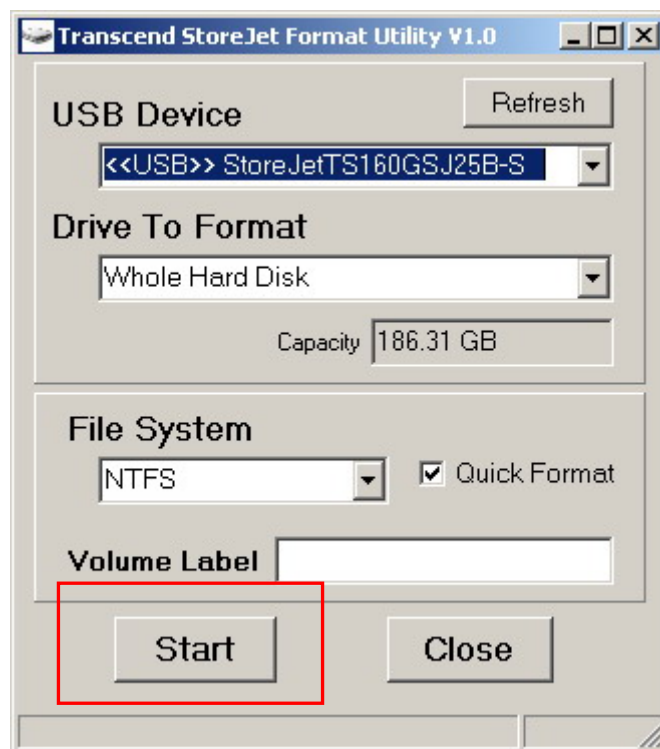 Transcend StoreJet Format Utility V1.0
USB Device
Refresh
<<USB>> StoreJetTS160GSJ25B-S
Drive To Format
Whole Hard Disk
Capacity 186.31 GB
File System
NTFS
Quick Format
Volume Label
Start
Close